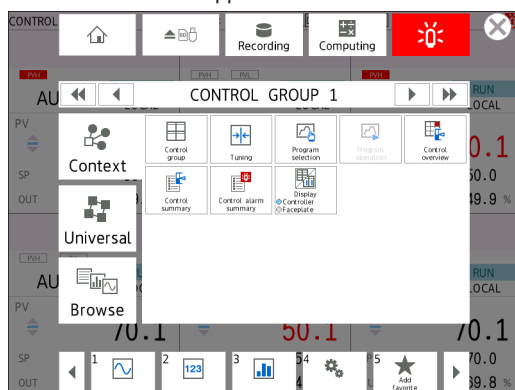 CONTROL
SD
Recording
Computing
PVH
PVH
PVL
PVH
AU
CONTROL GROUP 1
RUN
LOCAL
PV
Context
Control
group
Tuning
Program
selection
Program
operation
Control
overview
0.1
SP
50.0
OUT
49.9 %
Control
summary
Control alarm
summary
Display
Controller
Faceplate
Universal
PVH
AU
RUN
LOCAL
PV
Browse
70.1
50.1
70.1
SP
70.0
OUT
69.8 %
1
2
123
3
4
5
Add
favorite